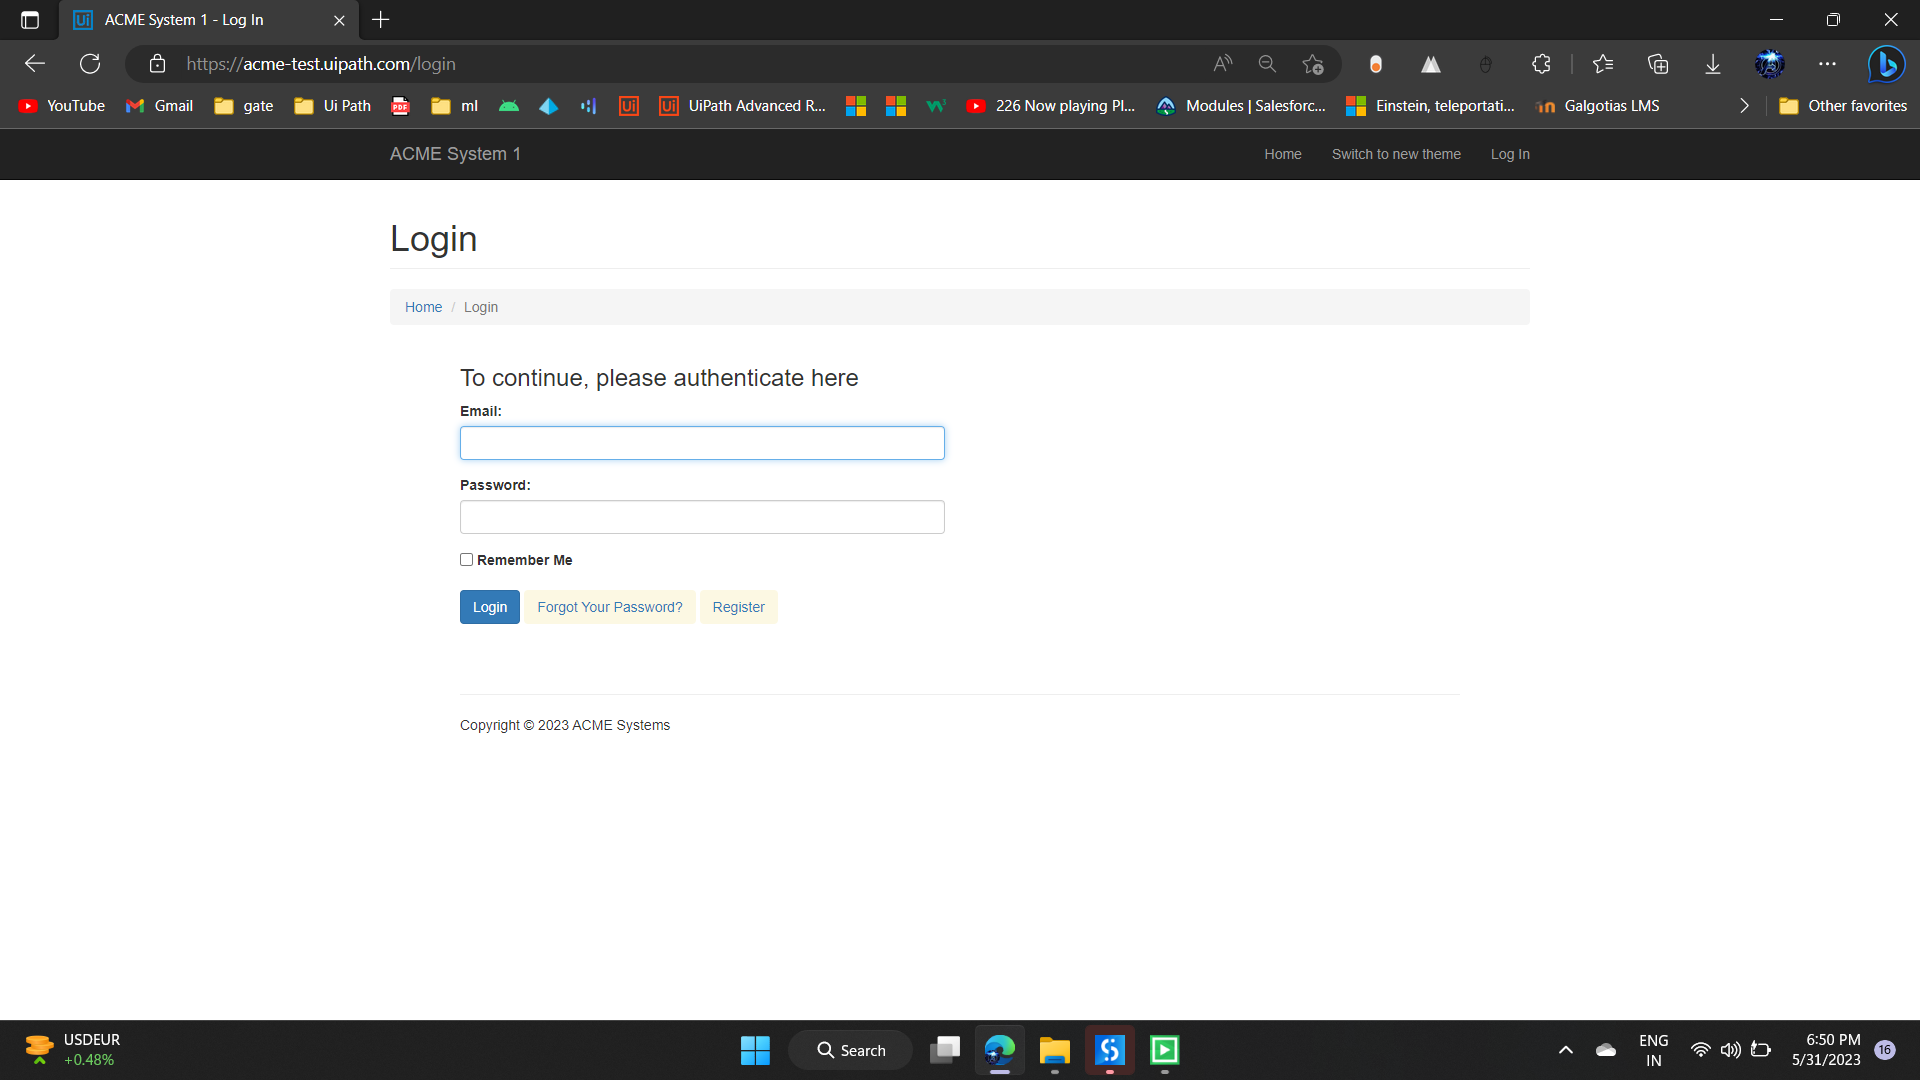 ACME System 1 - Log In
https://acme-test.uipath.com/login
YouTube
Gmail
gate
Ui Path
PDF
ml
Ui
Ui
UiPath Advanced R...
226 Now playing Pl...
Modules | Salesforc...
Einstein, teleportati...
Galgotias LMS
Other favorites
ACME System 1
Home
Switch to new theme
Log In
Login
Home / Login
To continue, please authenticate here
Email:
Password:
Remember Me
Login
Forgot Your Password?
Register
Copyright © 2023 ACME Systems
USDEUR
+0.48%
Search
ENG
IN
6:50 PM
5/31/2023
16